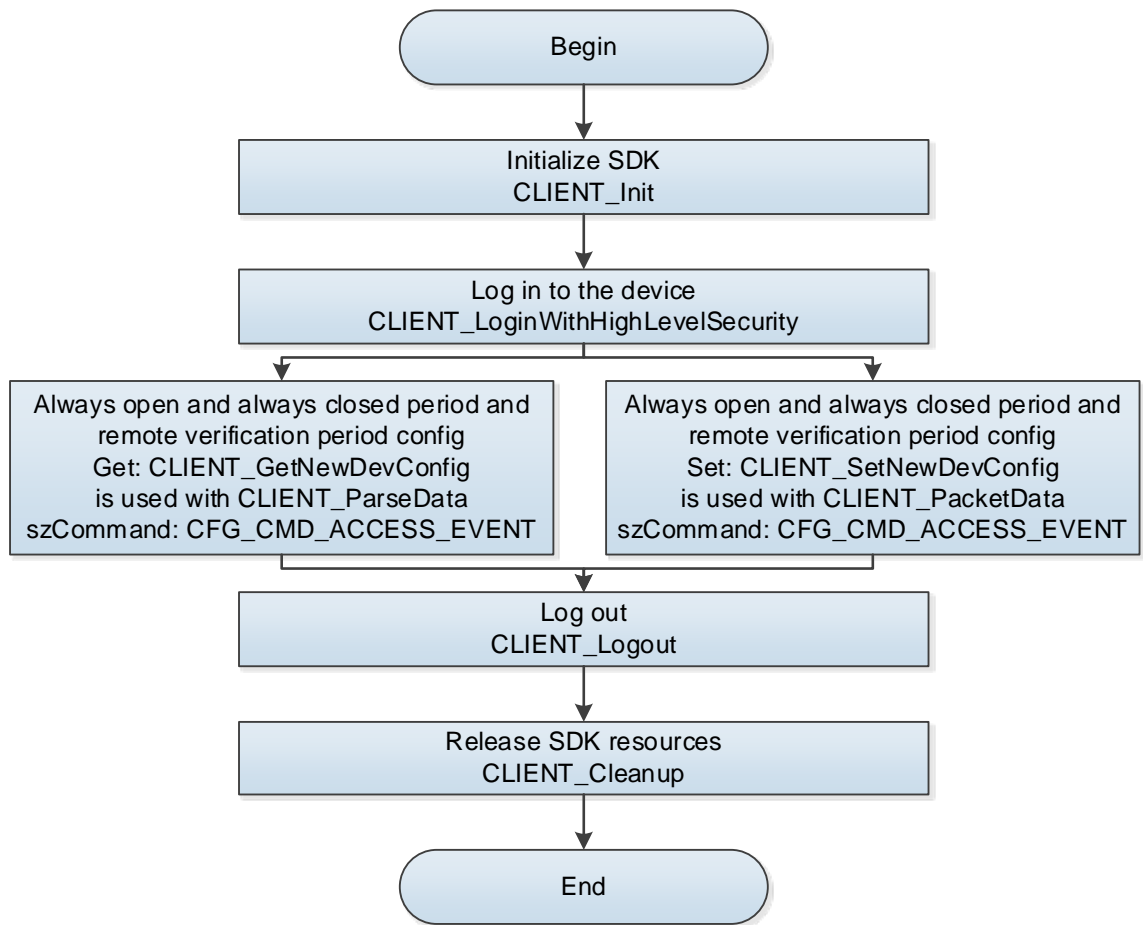 Begin
Initialize SDK
CLIENT_Init
Log in to the device
CLIENT_LoginWithHighLevelSecurity
Always open and always closed period and
remote verification period config
Get: CLIENT_GetNewDevConfig
is used with CLIENT_ParseData
szCommand: CFG_CMD_ACCESS_EVENT
Always open and always closed period and
remote verification period config
Set: CLIENT_SetNewDevConfig
is used with CLIENT_PacketData
szCommand: CFG_CMD_ACCESS_EVENT
Log out
CLIENT_Logout
Release SDK resources
CLIENT_Cleanup
End